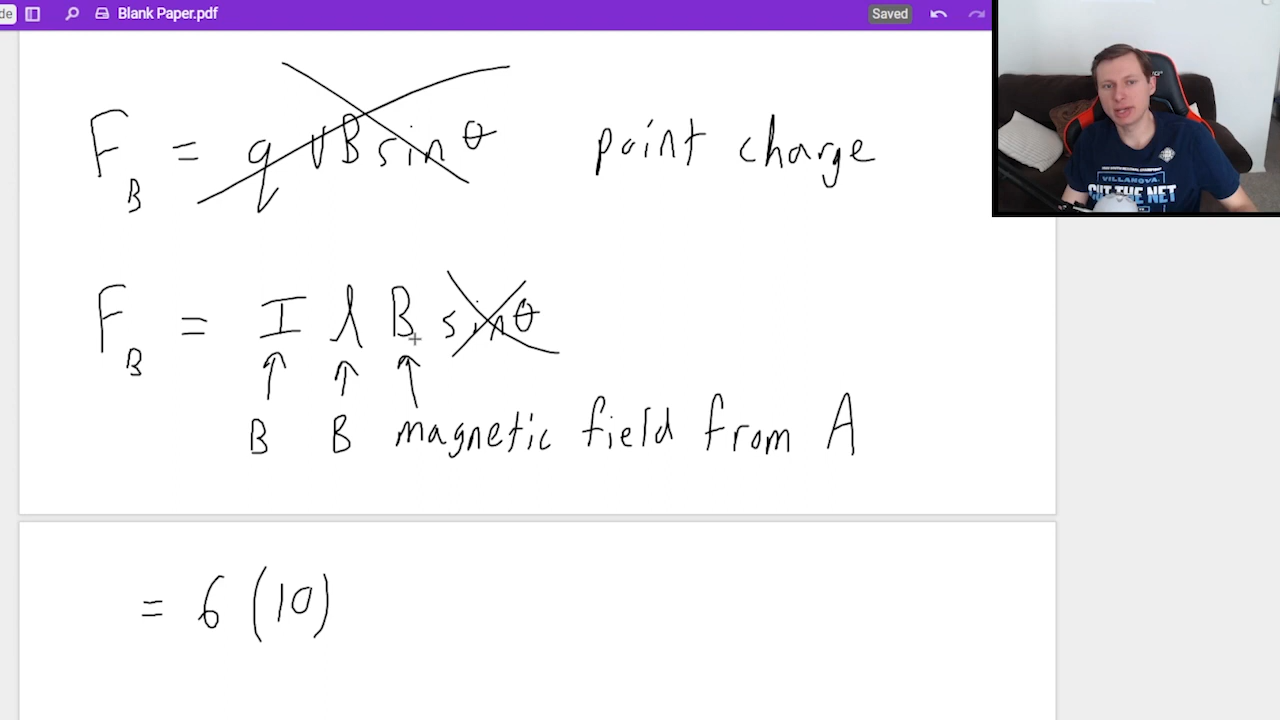 de Blank Paper.pdf Saved
F_B = qvB sin θ point charge
F_B = I l B sin θ
B B magnetic field from A
= 6 (10)
VILLANOVA
CUT THE NET